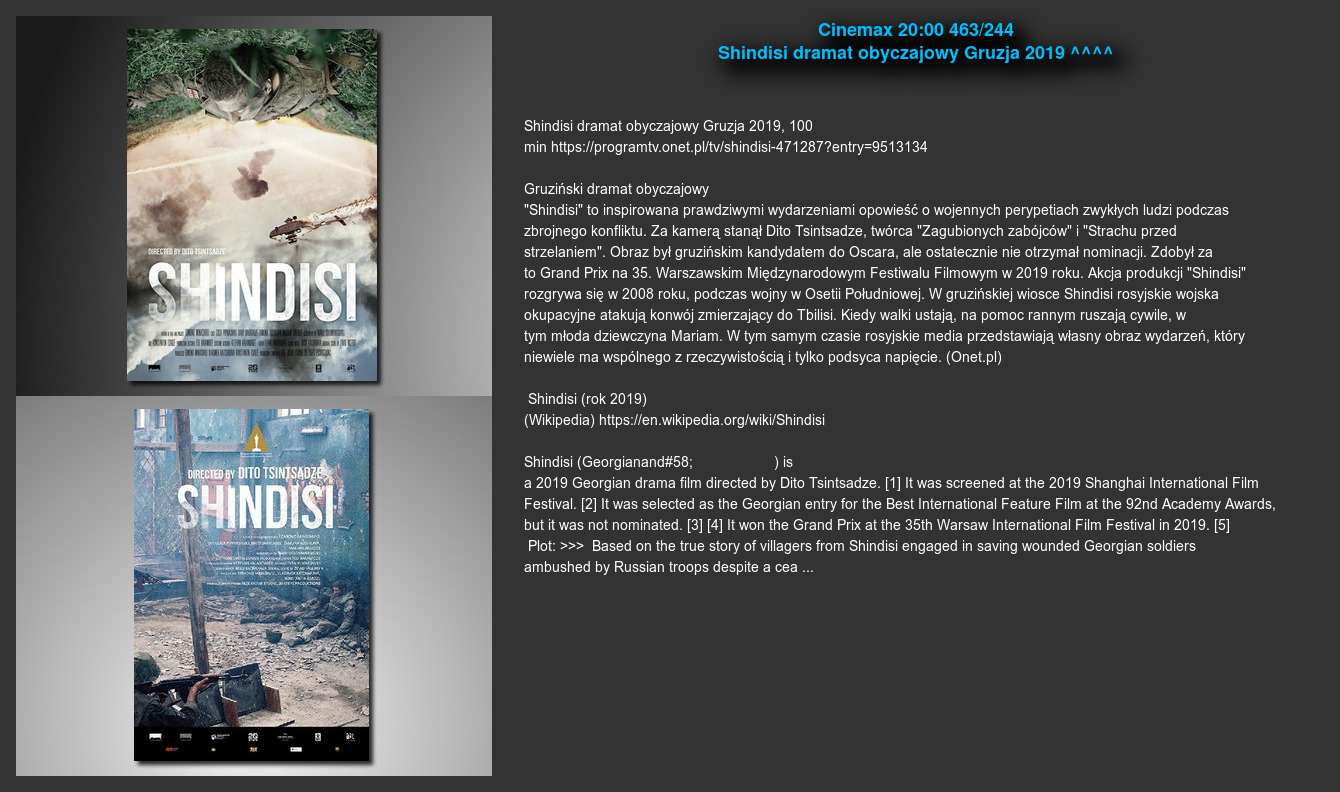 Cinemax 20:00 463/244
Shindisi dramat obyczajowy Gruzja 2019 ^^^^
Shindisi dramat obyczajowy Gruzja 2019, 100
min https://programtv.onet.pl/tv/shindisi-471287?entry=9513134
Gruziński dramat obyczajowy
"Shindisi" to inspirowana prawdziwymi wydarzeniami opowieść o wojennych perypetiach zwykłych ludzi podczas
zbrojnego konfliktu. Za kamerą stanął Dito Tsintsadze, twórca "Zagubionych zabójców" i "Strachu przed
strzelaniem". Obraz był gruzińskim kandydatem do Oscara, ale ostatecznie nie otrzymał nominacji. Zdobył za
to Grand Prix na 35. Warszawskim Międzynarodowym Festiwalu Filmowym w 2019 roku. Akcja produkcji "Shindisi"
rozgrywa się w 2008 roku, podczas wojny w Osetii Południowej. W gruzińskiej wiosce Shindisi rosyjskie wojska
okupacyjne atakują konwój zmierzający do Tbilisi. Kiedy walki ustają, na pomoc rannym ruszają cywile, w
tym młoda dziewczyna Mariam. W tym samym czasie rosyjskie media przedstawiają własny obraz wydarzeń, który
niewiele ma wspólnego z rzeczywistością i tylko podsyca napięcie. (Onet.pl)
Shindisi (rok 2019)
(Wikipedia) https://en.wikipedia.org/wiki/Shindisi
Shindisi (Georgianand#58; ) is
a 2019 Georgian drama film directed by Dito Tsintsadze. [1] It was screened at the 2019 Shanghai International Film
Festival. [2] It was selected as the Georgian entry for the Best International Feature Film at the 92nd Academy Awards,
but it was not nominated. [3] [4] It won the Grand Prix at the 35th Warsaw International Film Festival in 2019. [5]
Plot: >>> Based on the true story of villagers from Shindisi engaged in saving wounded Georgian soldiers
ambushed by Russian troops despite a cea ...
DIRECTED BY DITO TSINTSADZE
SHINDISI
DIRECTED BY DITO TSINTSADZE
SHINDISI